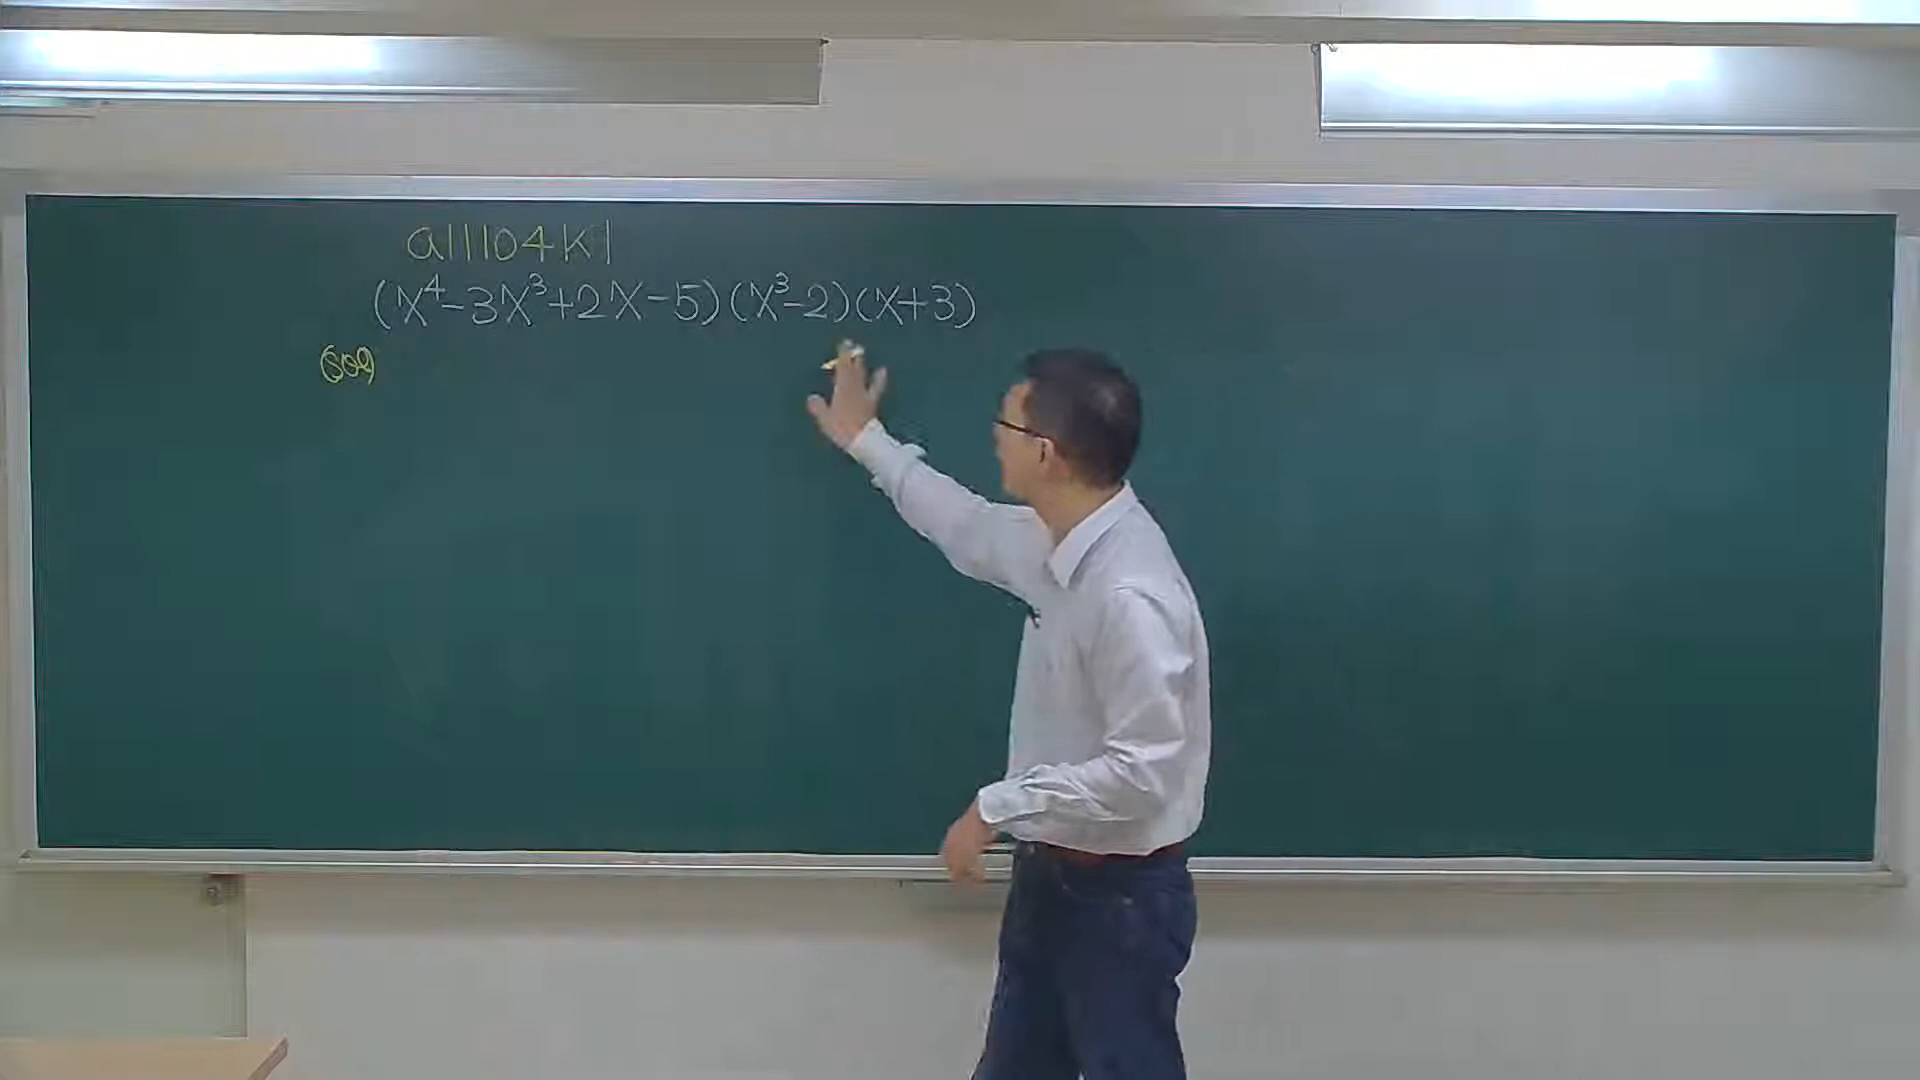 a11104k1
(x⁴-3x³+2x-5)(x³-2)(x+3)
(sol)